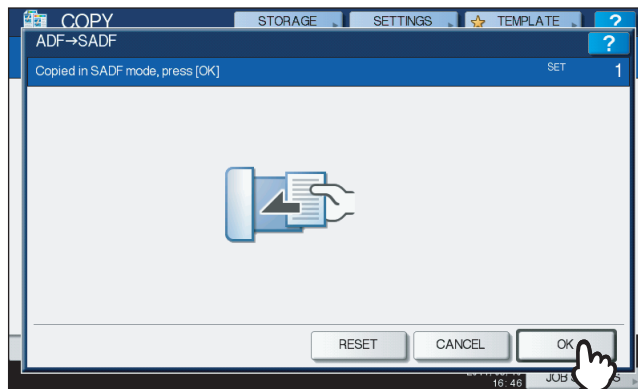 COPY STORAGE SETTINGS TEMPLATE ?
ADF→SADF ?
Copied in SADF mode, press [OK] SET 1
RESET CANCEL OK
16:46 JOB